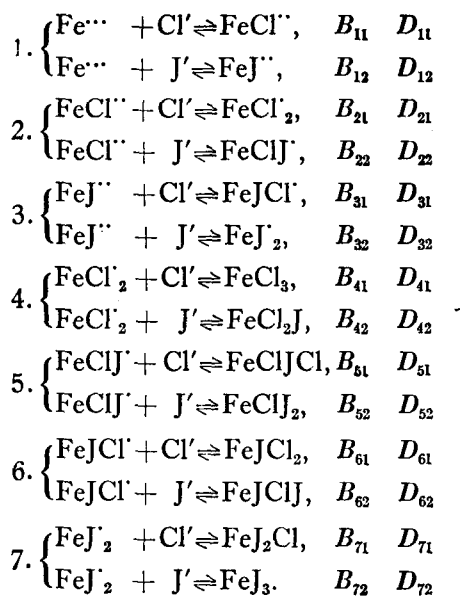 1. { Fe··· + Cl′ ⇌ FeCl··, B₁₁ D₁₁
Fe··· + J′ ⇌ FeJ··, B₁₂ D₁₂
2. { FeCl·· + Cl′ ⇌ FeCl·₂, B₂₁ D₂₁
FeCl·· + J′ ⇌ FeClJ·, B₂₂ D₂₂
3. { FeJ·· + Cl′ ⇌ FeJCl·, B₃₁ D₃₁
FeJ·· + J′ ⇌ FeJ·₂, B₃₂ D₃₂
4. { FeCl·₂ + Cl′ ⇌ FeCl₃, B₄₁ D₄₁
FeCl·₂ + J′ ⇌ FeCl₂J, B₄₂ D₄₂
5. { FeClJ· + Cl′ ⇌ FeClJCl, B₅₁ D₅₁
FeClJ· + J′ ⇌ FeClJ₂, B₅₂ D₅₂
6. { FeJCl· + Cl′ ⇌ FeJCl₂, B₆₁ D₆₁
FeJCl· + J′ ⇌ FeJClJ, B₆₂ D₆₂
7. { FeJ·₂ + Cl′ ⇌ FeJ₂Cl, B₇₁ D₇₁
FeJ·₂ + J′ ⇌ FeJ₃. B₇₂ D₇₂